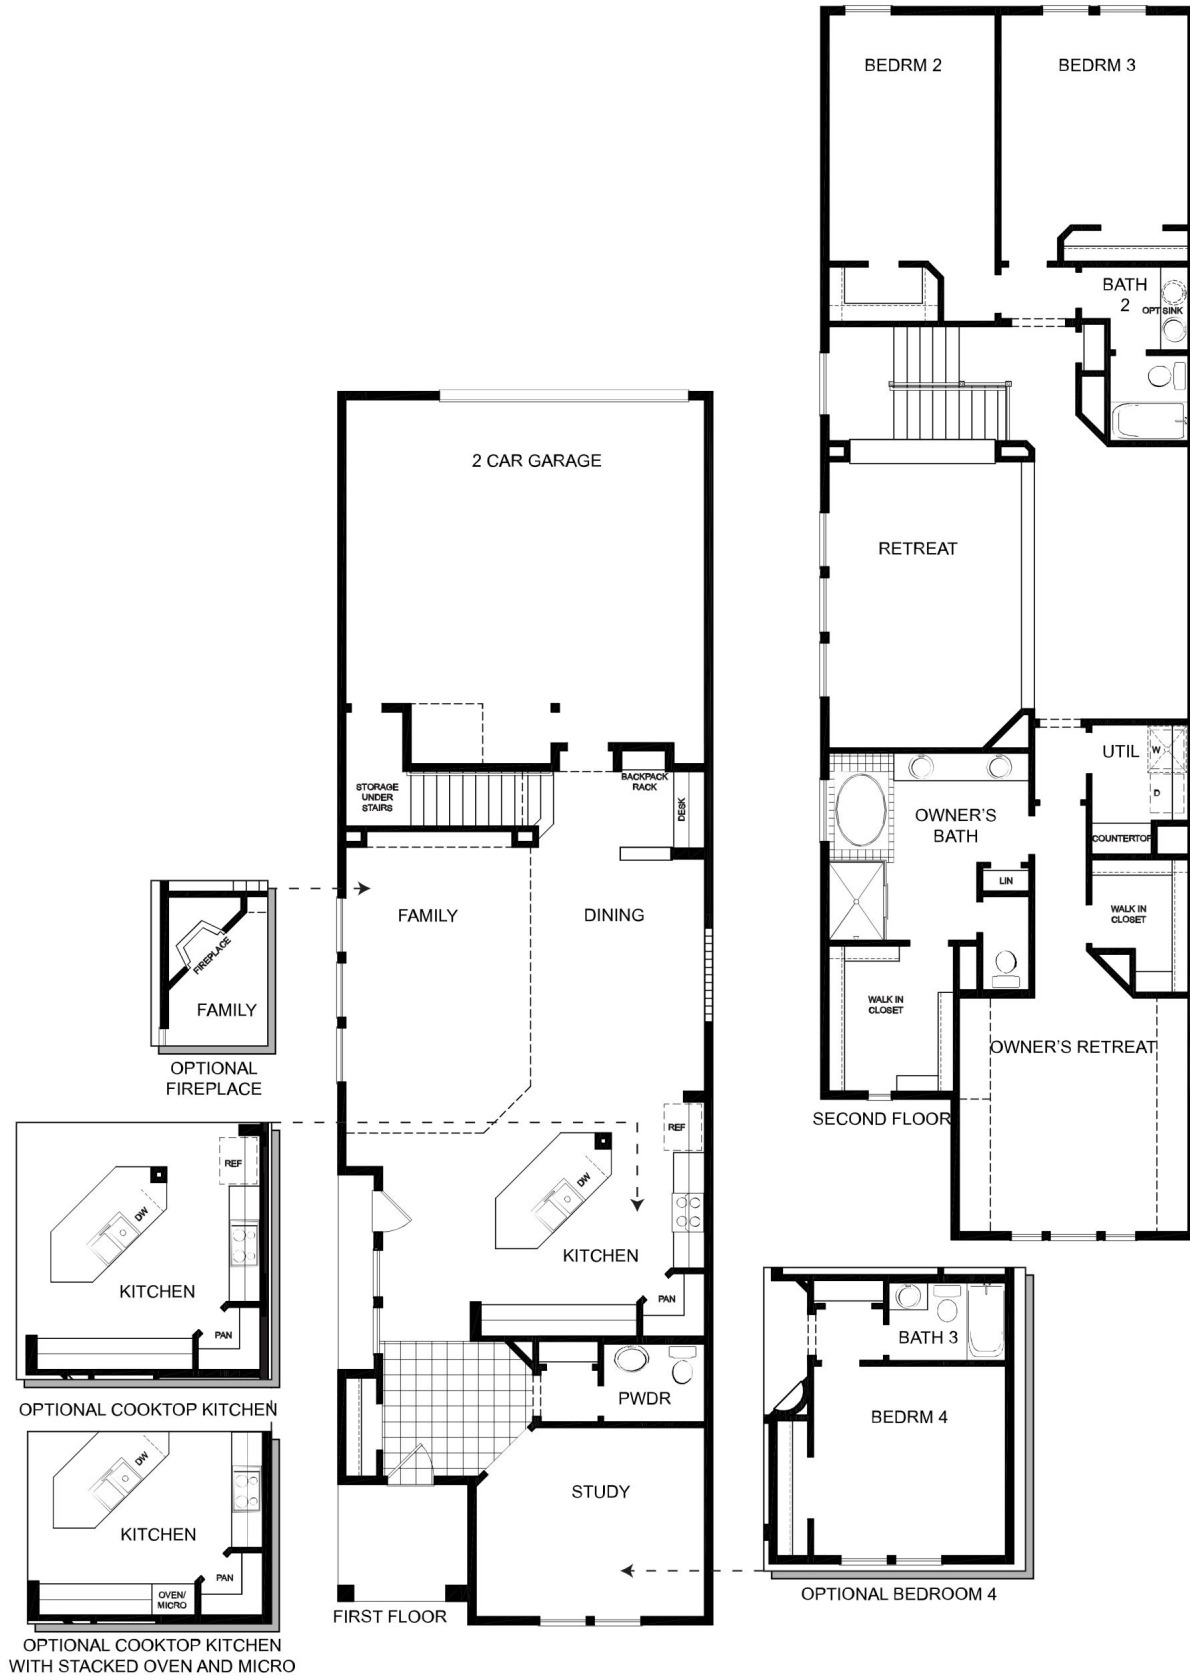 BEDRM 2
BEDRM 3
BATH
2
OPT SINK
RETREAT
UTIL
W
D
COUNTERTOP
OWNER'S
BATH
LIN
WALK IN
CLOSET
WALK IN
CLOSET
OWNER'S RETREAT
SECOND FLOOR
2 CAR GARAGE
STORAGE
UNDER
STAIRS
BACKPACK
RACK
DESK
FAMILY
DINING
REF
DW
KITCHEN
PAN
PWDR
STUDY
FIRST FLOOR
FIREPLACE
FAMILY
OPTIONAL
FIREPLACE
REF
DW
KITCHEN
PAN
OPTIONAL COOKTOP KITCHEN
DW
KITCHEN
PAN
OVEN/
MICRO
OPTIONAL COOKTOP KITCHEN
WITH STACKED OVEN AND MICRO
BATH 3
BEDRM 4
OPTIONAL BEDROOM 4